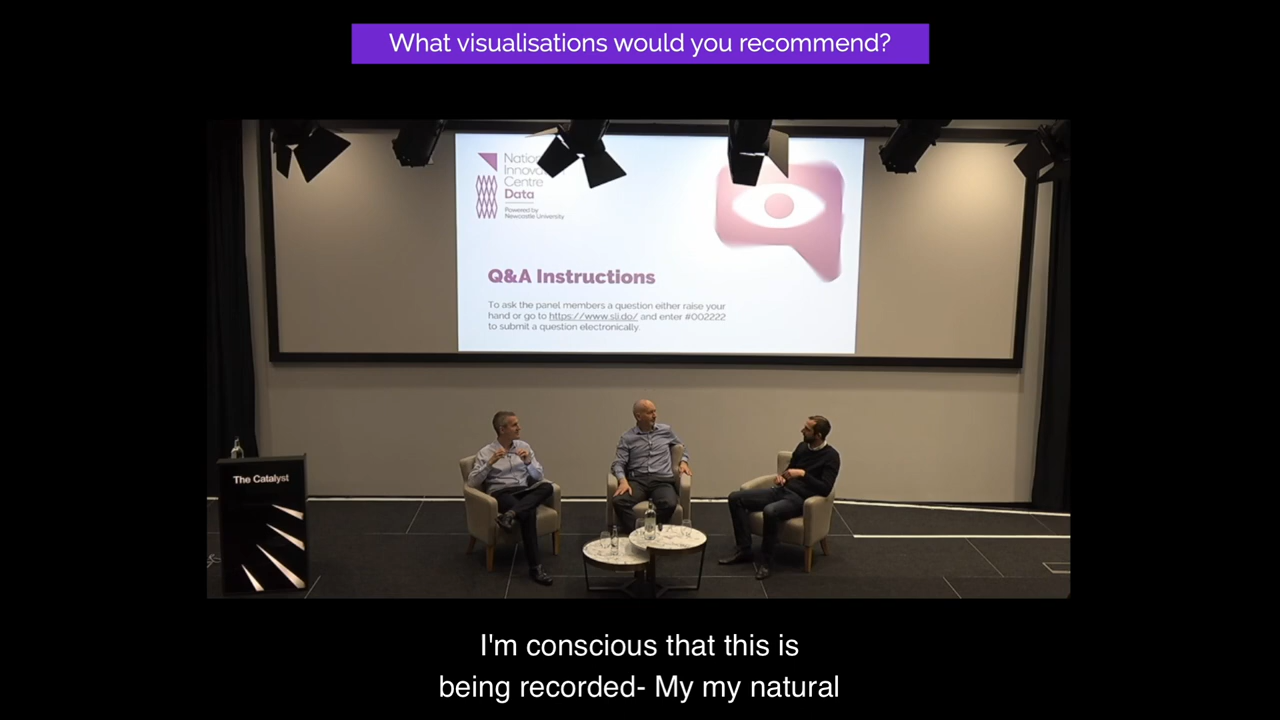 What visualisations would you recommend?
Centre
Data
Powered by
Newcastle University
Q&A Instructions
To ask the panel members a question either raise your
hand or go to https://www.sli.do/ and enter #002222
to submit a question electronically.
The Catalyst
I'm conscious that this is
being recorded- My my natural